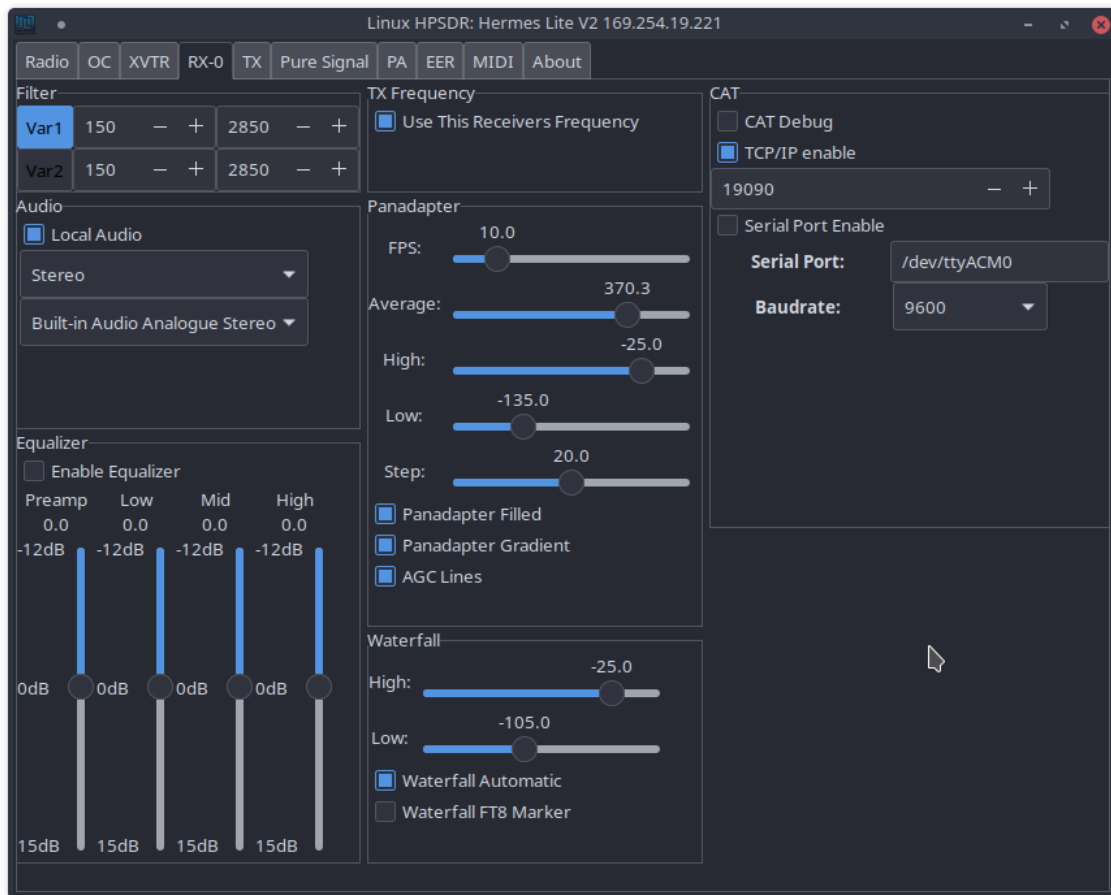 Linux HPSDR: Hermes Lite V2 169.254.19.221
Radio OC XVTR RX-0 TX Pure Signal PA EER MIDI About
Filter
Var1 150 − + 2850 − +
Var2 150 − + 2850 − +
Audio
Local Audio
Stereo
Built-in Audio Analogue Stereo
Equalizer
Enable Equalizer
Preamp Low Mid High
0.0 0.0 0.0 0.0
-12dB -12dB -12dB -12dB
0dB 0dB 0dB 0dB
15dB 15dB 15dB 15dB
TX Frequency
Use This Receivers Frequency
Panadapter
10.0
FPS:
370.3
Average:
-25.0
High:
-135.0
Low:
20.0
Step:
Panadapter Filled
Panadapter Gradient
AGC Lines
Waterfall
-25.0
High:
-105.0
Low:
Waterfall Automatic
Waterfall FT8 Marker
CAT
CAT Debug
TCP/IP enable
19090 − +
Serial Port Enable
Serial Port: /dev/ttyACM0
Baudrate: 9600